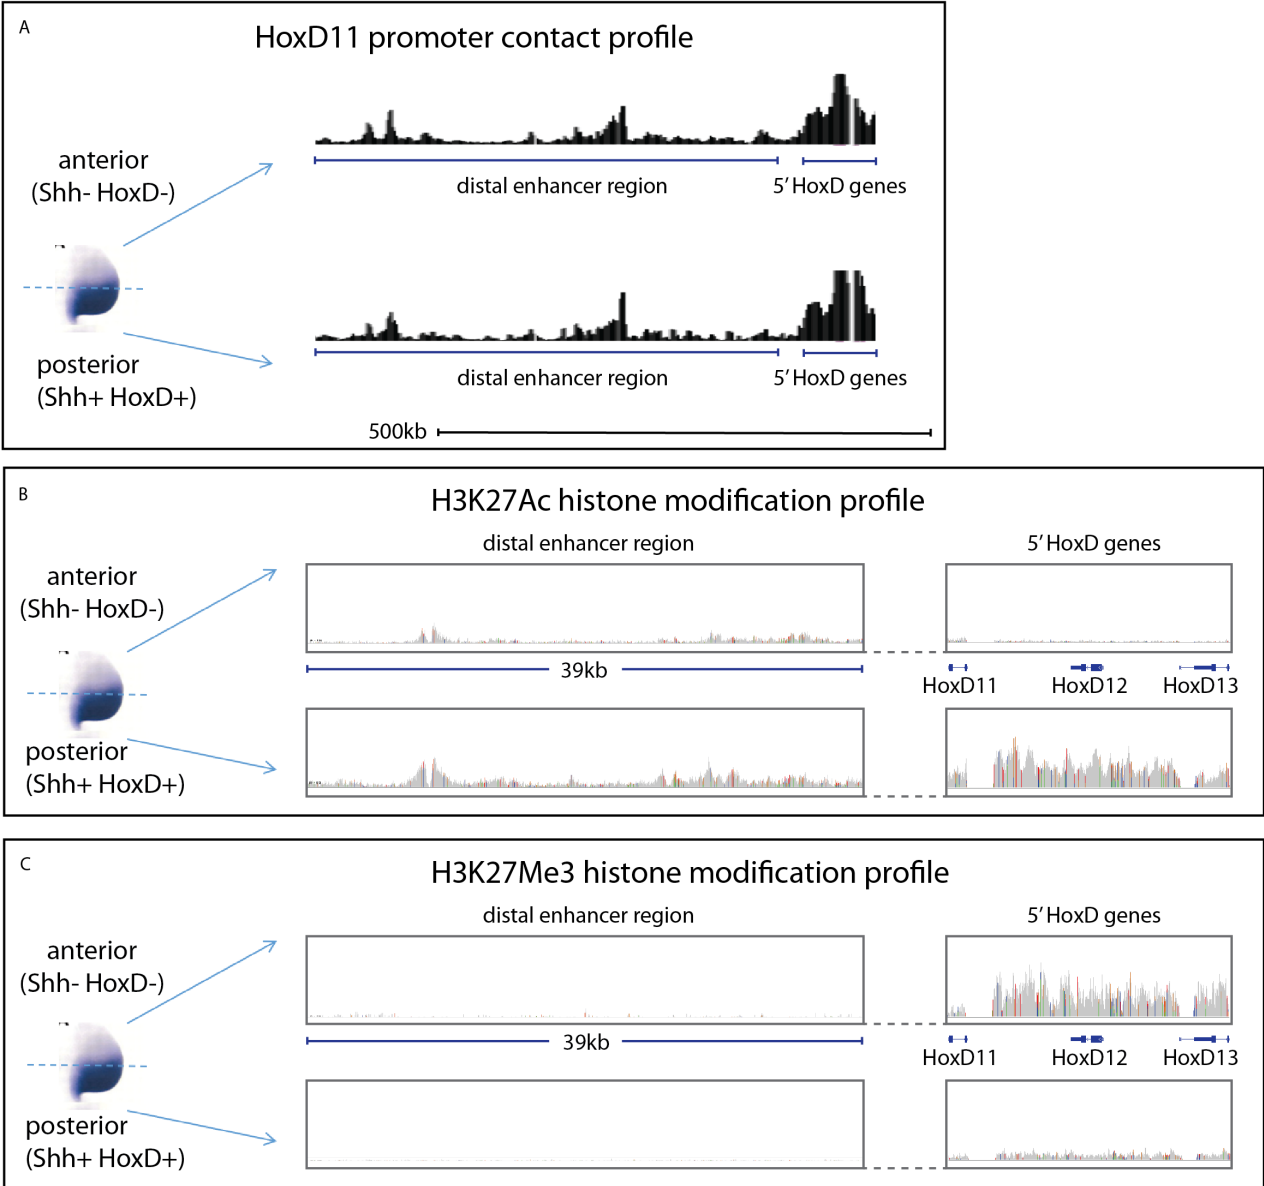 A
HoxD11 promoter contact profile
anterior
(Shh- HoxD-)
distal enhancer region
5’ HoxD genes
posterior
(Shh+ HoxD+)
distal enhancer region
5’ HoxD genes
500kb
B
H3K27Ac histone modification profile
distal enhancer region
5’ HoxD genes
anterior
(Shh- HoxD-)
39kb
HoxD11
HoxD12
HoxD13
posterior
(Shh+ HoxD+)
C
H3K27Me3 histone modification profile
distal enhancer region
5’ HoxD genes
anterior
(Shh- HoxD-)
39kb
HoxD11
HoxD12
HoxD13
posterior
(Shh+ HoxD+)